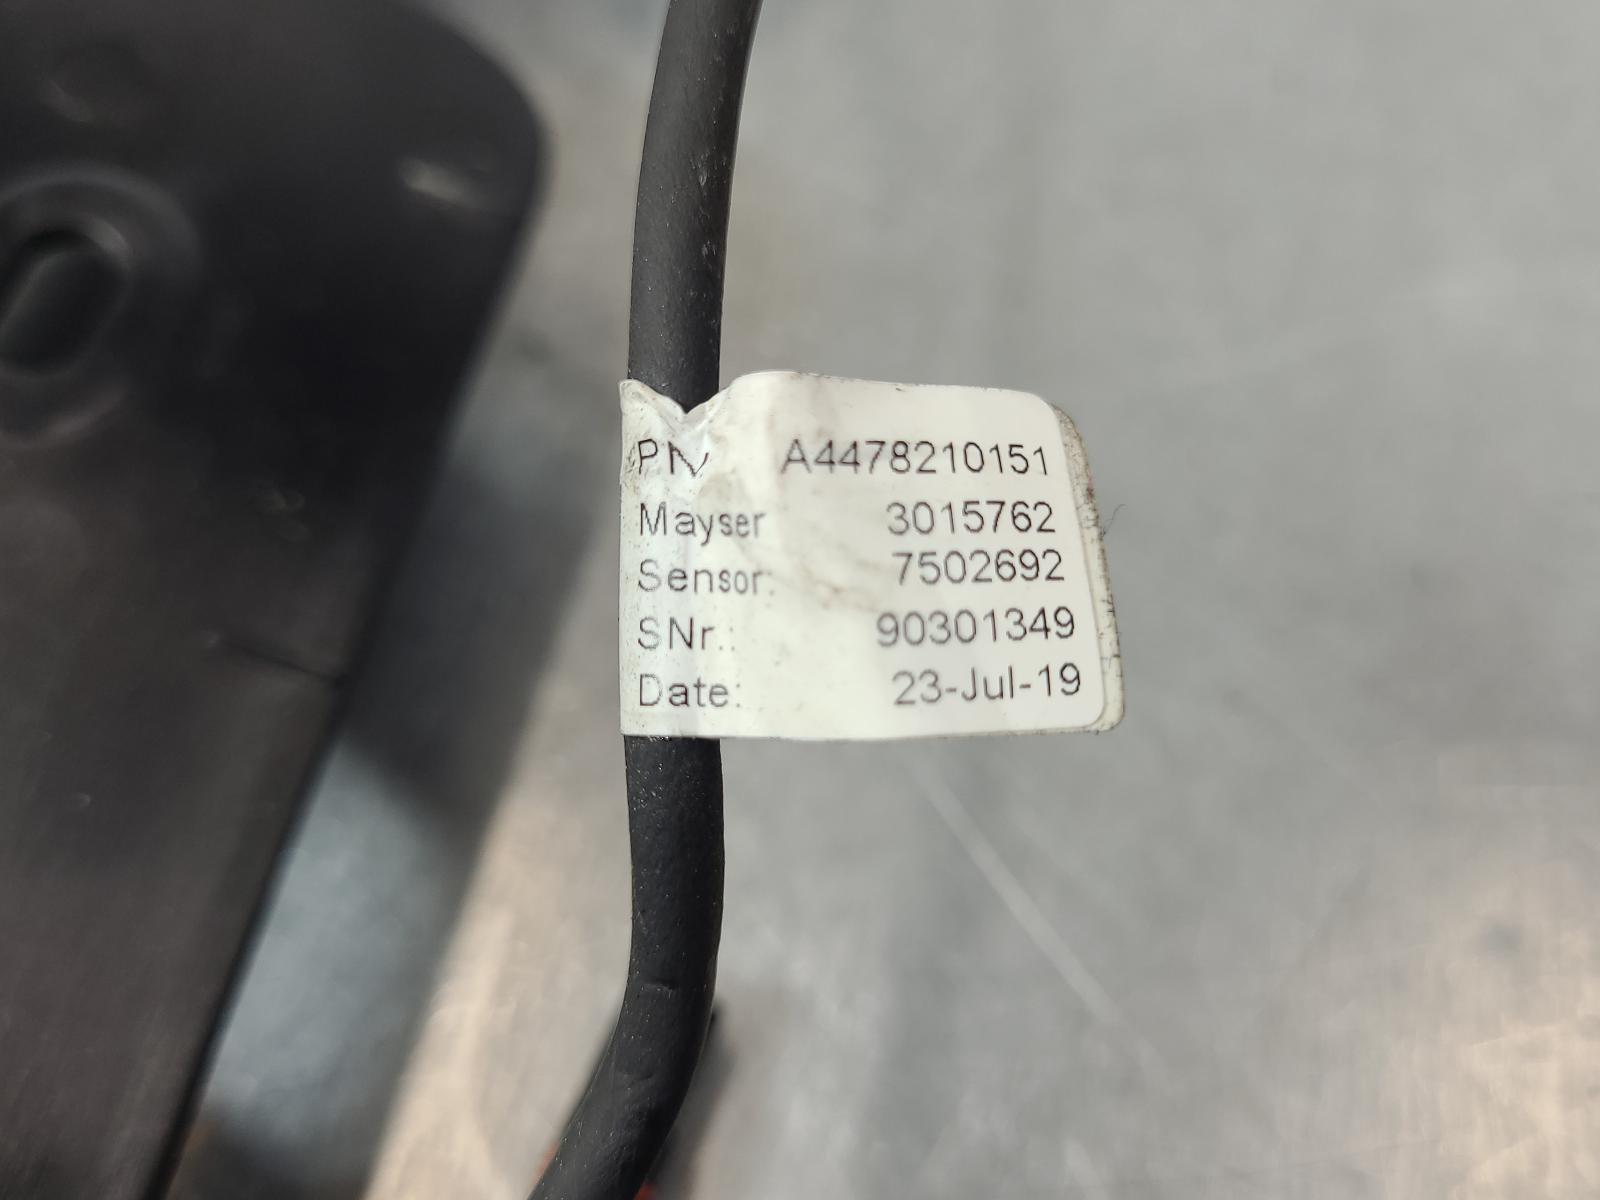 PN A4478210151
Mayser 3015762
Sensor: 7502692
SNr.: 90301349
Date: 23-Jul-19